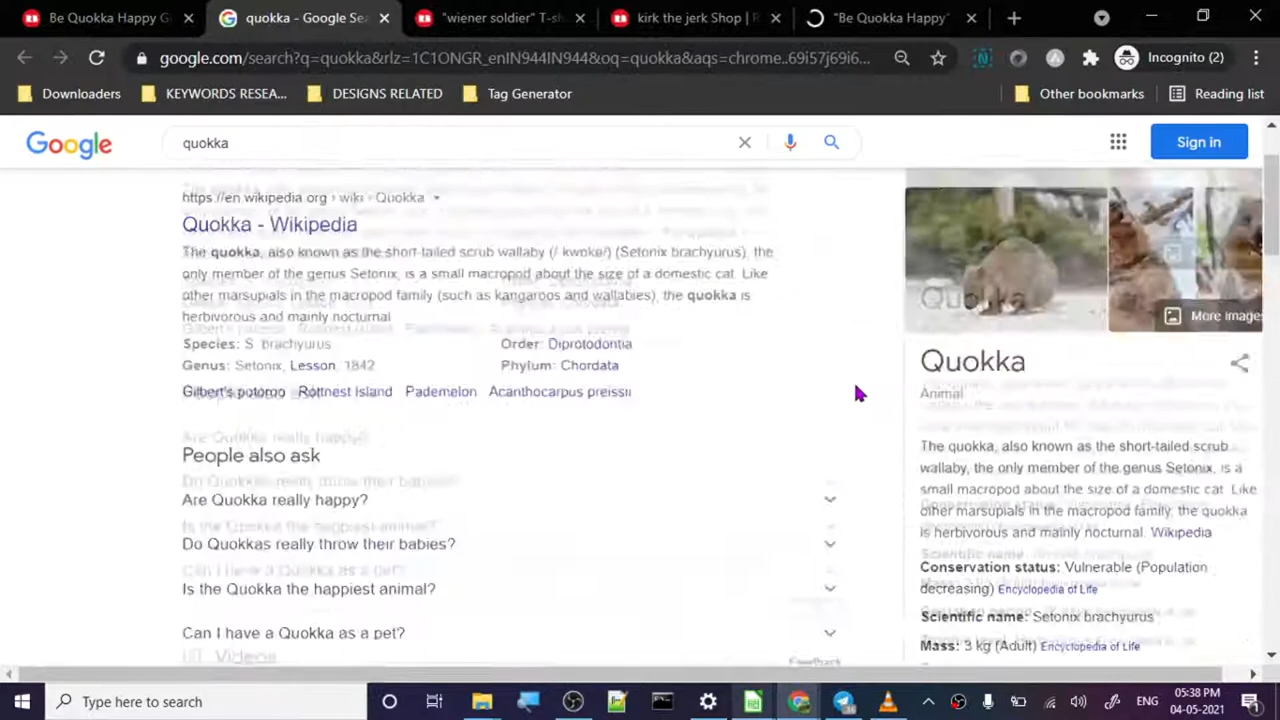 Be Quokka Happy G
quokka - Google Sea
"wiener soldier" T-sh
kirk the jerk Shop | R
"Be Quokka Happy"
google.com/search?q=quokka&rlz=1C1ONGR_enIN944IN944&oq=quokka&aqs=chrome..69i57j69i6...
Incognito (2)
Downloaders
KEYWORDS RESEA...
DESIGNS RELATED
Tag Generator
Other bookmarks
Reading list
Google
quokka
Sign in
https://en.wikipedia.org › wiki › Quokka
Quokka - Wikipedia
The quokka, also known as the short-tailed scrub wallaby (/ˈkwɒkə/) (Setonix brachyurus), the
only member of the genus Setonix, is a small macropod about the size of a domestic cat. Like
other marsupials in the macropod family (such as kangaroos and wallabies), the quokka is
herbivorous and mainly nocturnal
Species: S. brachyurus
Order: Diprotodontia
Genus: Setonix, Lesson, 1842
Phylum: Chordata
Gilbert's potoroo
Rottnest Island
Pademelon
Acanthocarpus preissii
People also ask
Are Quokka really happy?
Do Quokkas really throw their babies?
Is the Quokka the happiest animal?
Can I have a Quokka as a pet?
Videos
Feedback
More images
Quokka
Animal
The quokka, also known as the short-tailed scrub
wallaby, the only member of the genus Setonix, is a
small macropod about the size of a domestic cat. Like
other marsupials in the macropod family, the quokka
is herbivorous and mainly nocturnal. Wikipedia
Conservation status: Vulnerable (Population
decreasing) Encyclopedia of Life
Scientific name: Setonix brachyurus
Mass: 3 kg (Adult) Encyclopedia of Life
Type here to search
ENG
05:38 PM
04-05-2021